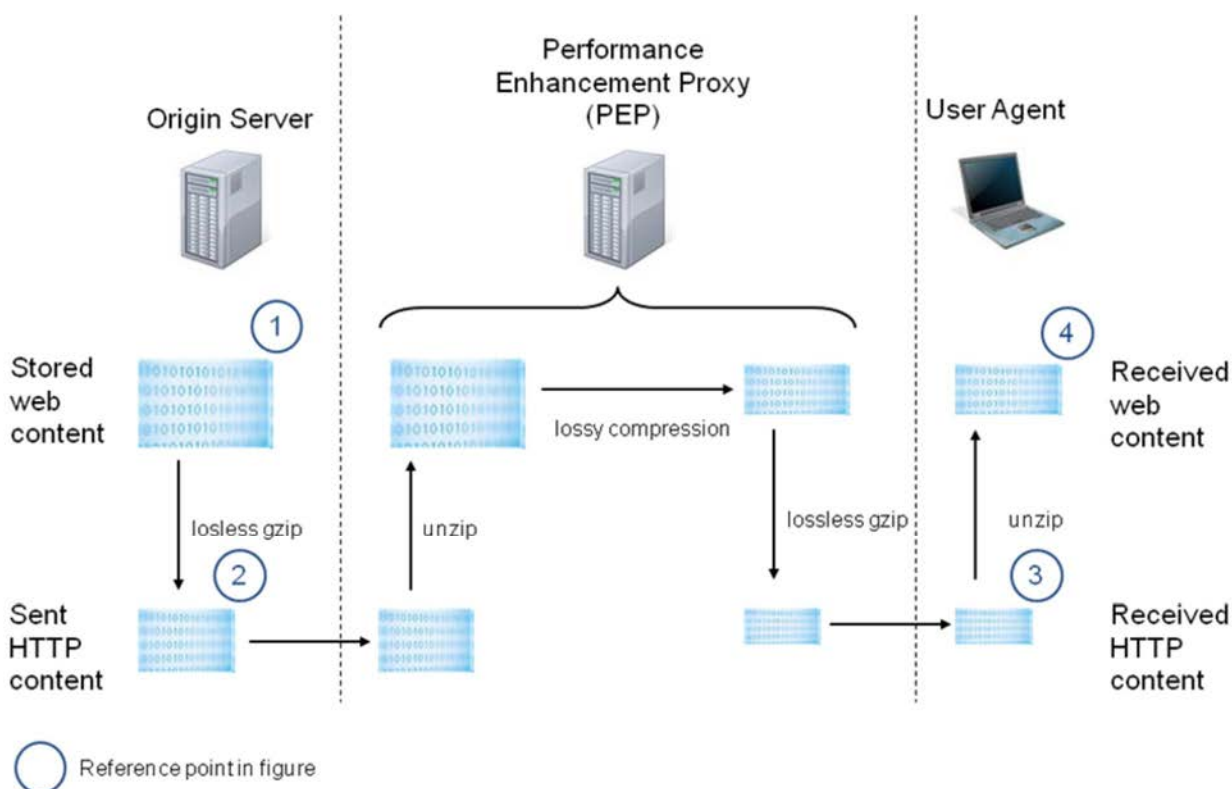 Performance
Enhancement Proxy
(PEP)
Origin Server
User Agent
1
4
Stored
web
content
lossy compression
Received
web
content
losless gzip
unzip
lossless gzip
unzip
2
3
Sent
HTTP
content
Received
HTTP
content
Reference point in figure